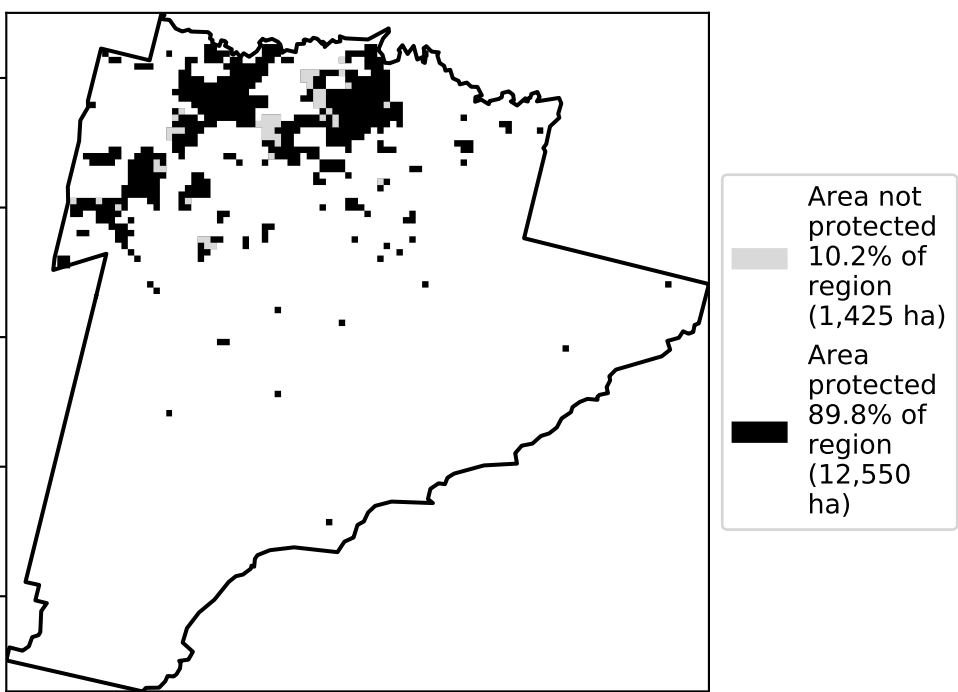 Area not
protected
10.2% of
region
(1,425 ha)
Area
protected
89.8% of
region
(12,550
ha)